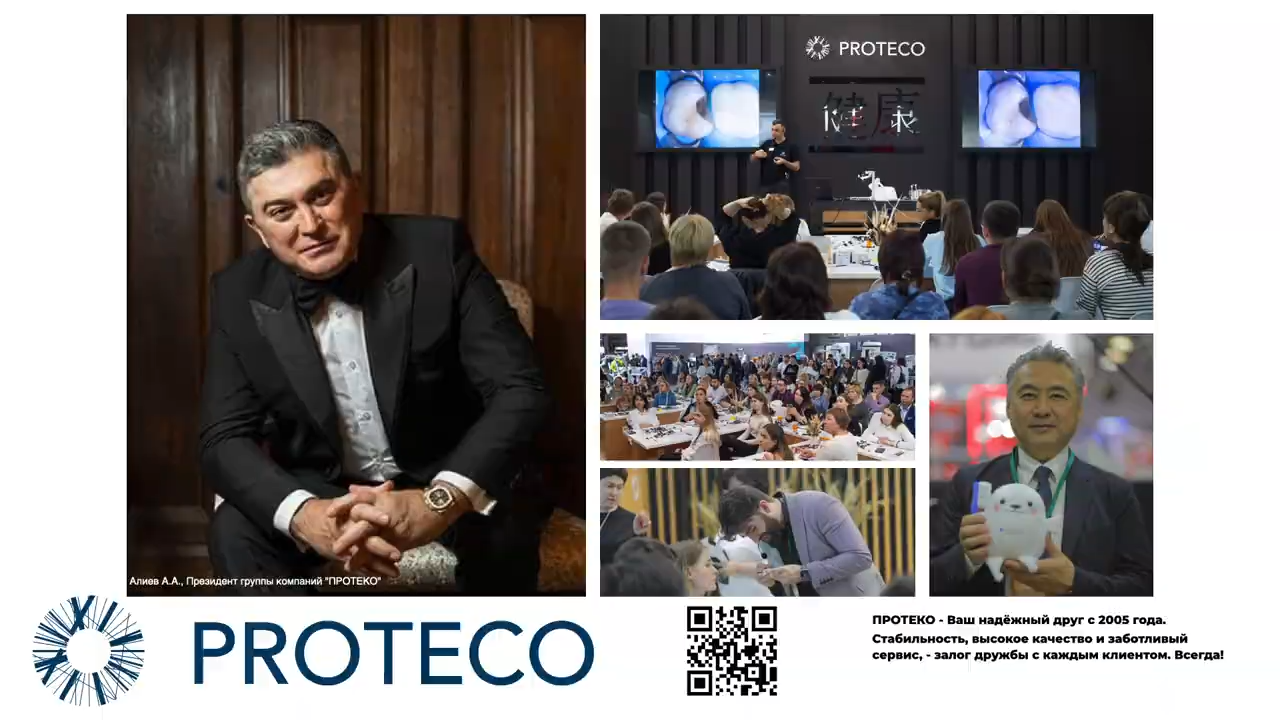 PROTECO
健康
Алиев А.А., Президент группы компаний "ПРОТЕКО"
PROTECO
ПРОТЕКО - Ваш надёжный друг с 2005 года.
Стабильность, высокое качество и заботливый
сервис, - залог дружбы с каждым клиентом. Всегда!